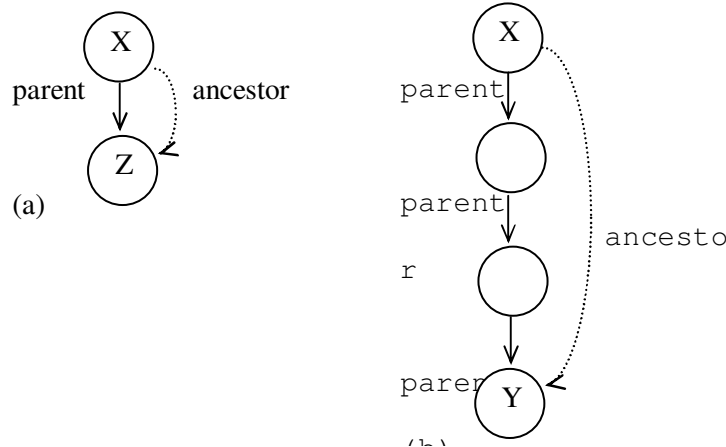 X
parent ancestor
Z
(a)
X
parent
parent
ancesto
r
paren
Y
(b)